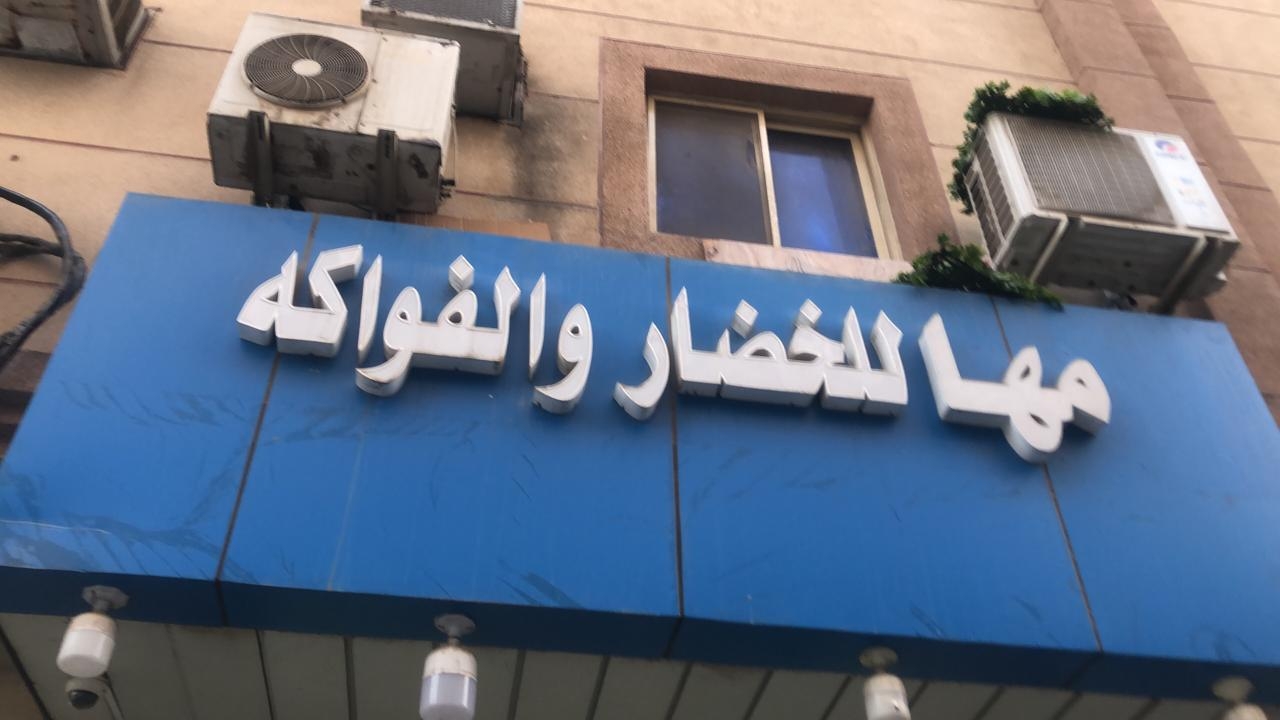 مها للخضار والفواكه